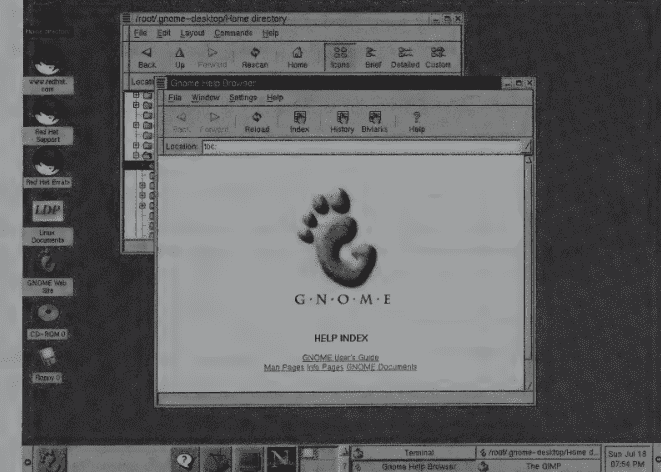 /root/.gnome-desktop/Home directory
File Edit Layout Commands Help
Back Up Forward Rescan Home Icons Brief Detailed Custom
Gnome Help Browser
File Window Settings Help
Back Forward Reload Index History BMarks Help
Location: toc:
G·N·O·M·E
HELP INDEX
GNOME User's Guide
Man Pages Info Pages GNOME Documents
Home directory
www.redhat.
com
Red Hat
Support
Red Hat Errata
LDP
Linux
Documents
GNOME Web
Site
CD-ROM 0
Floppy 0
N
Terminal
/root/.gnome-desktop/Home d...
Gnome Help Browser
The GIMP
Sun Jul 18
07:54 PM